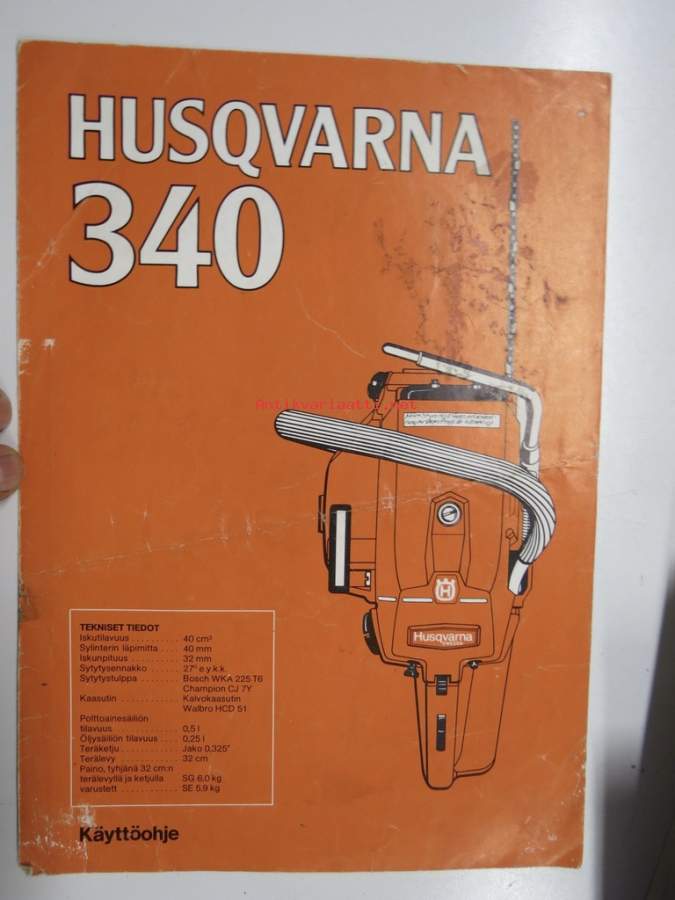 HUSQVARNA
340
Antikvariaatti.net
Husqvarna
SWEDEN
TEKNISET TIEDOT
Iskutilavuus . . . . . . . . . . 40 cm³
Sylinterin läpimitta . . . . 40 mm
Iskunpituus . . . . . . . . . . 32 mm
Sytytysennakko . . . . . . . 27° e.y.k.k.
Sytytystulppa . . . . . . . . Bosch WKA 225 T6
Champion CJ 7Y
Kaasutin . . . . . . . . . . . . Kalvokaasutin
Walbro HCD 51
Polttoainesäiliön
tilavuus . . . . . . . . . . . . . 0,5 l
Öljysäiliön tilavuus . . . . 0,25 l
Teräketju . . . . . . . . . . . . Jako 0,325"
Terälevy . . . . . . . . . . . . 32 cm
Paino, tyhjänä 32 cm:n
terälevyllä ja ketjulla SG 6,0 kg
varustett . . . . . . . . . . . . SE 5,9 kg
Käyttöohje